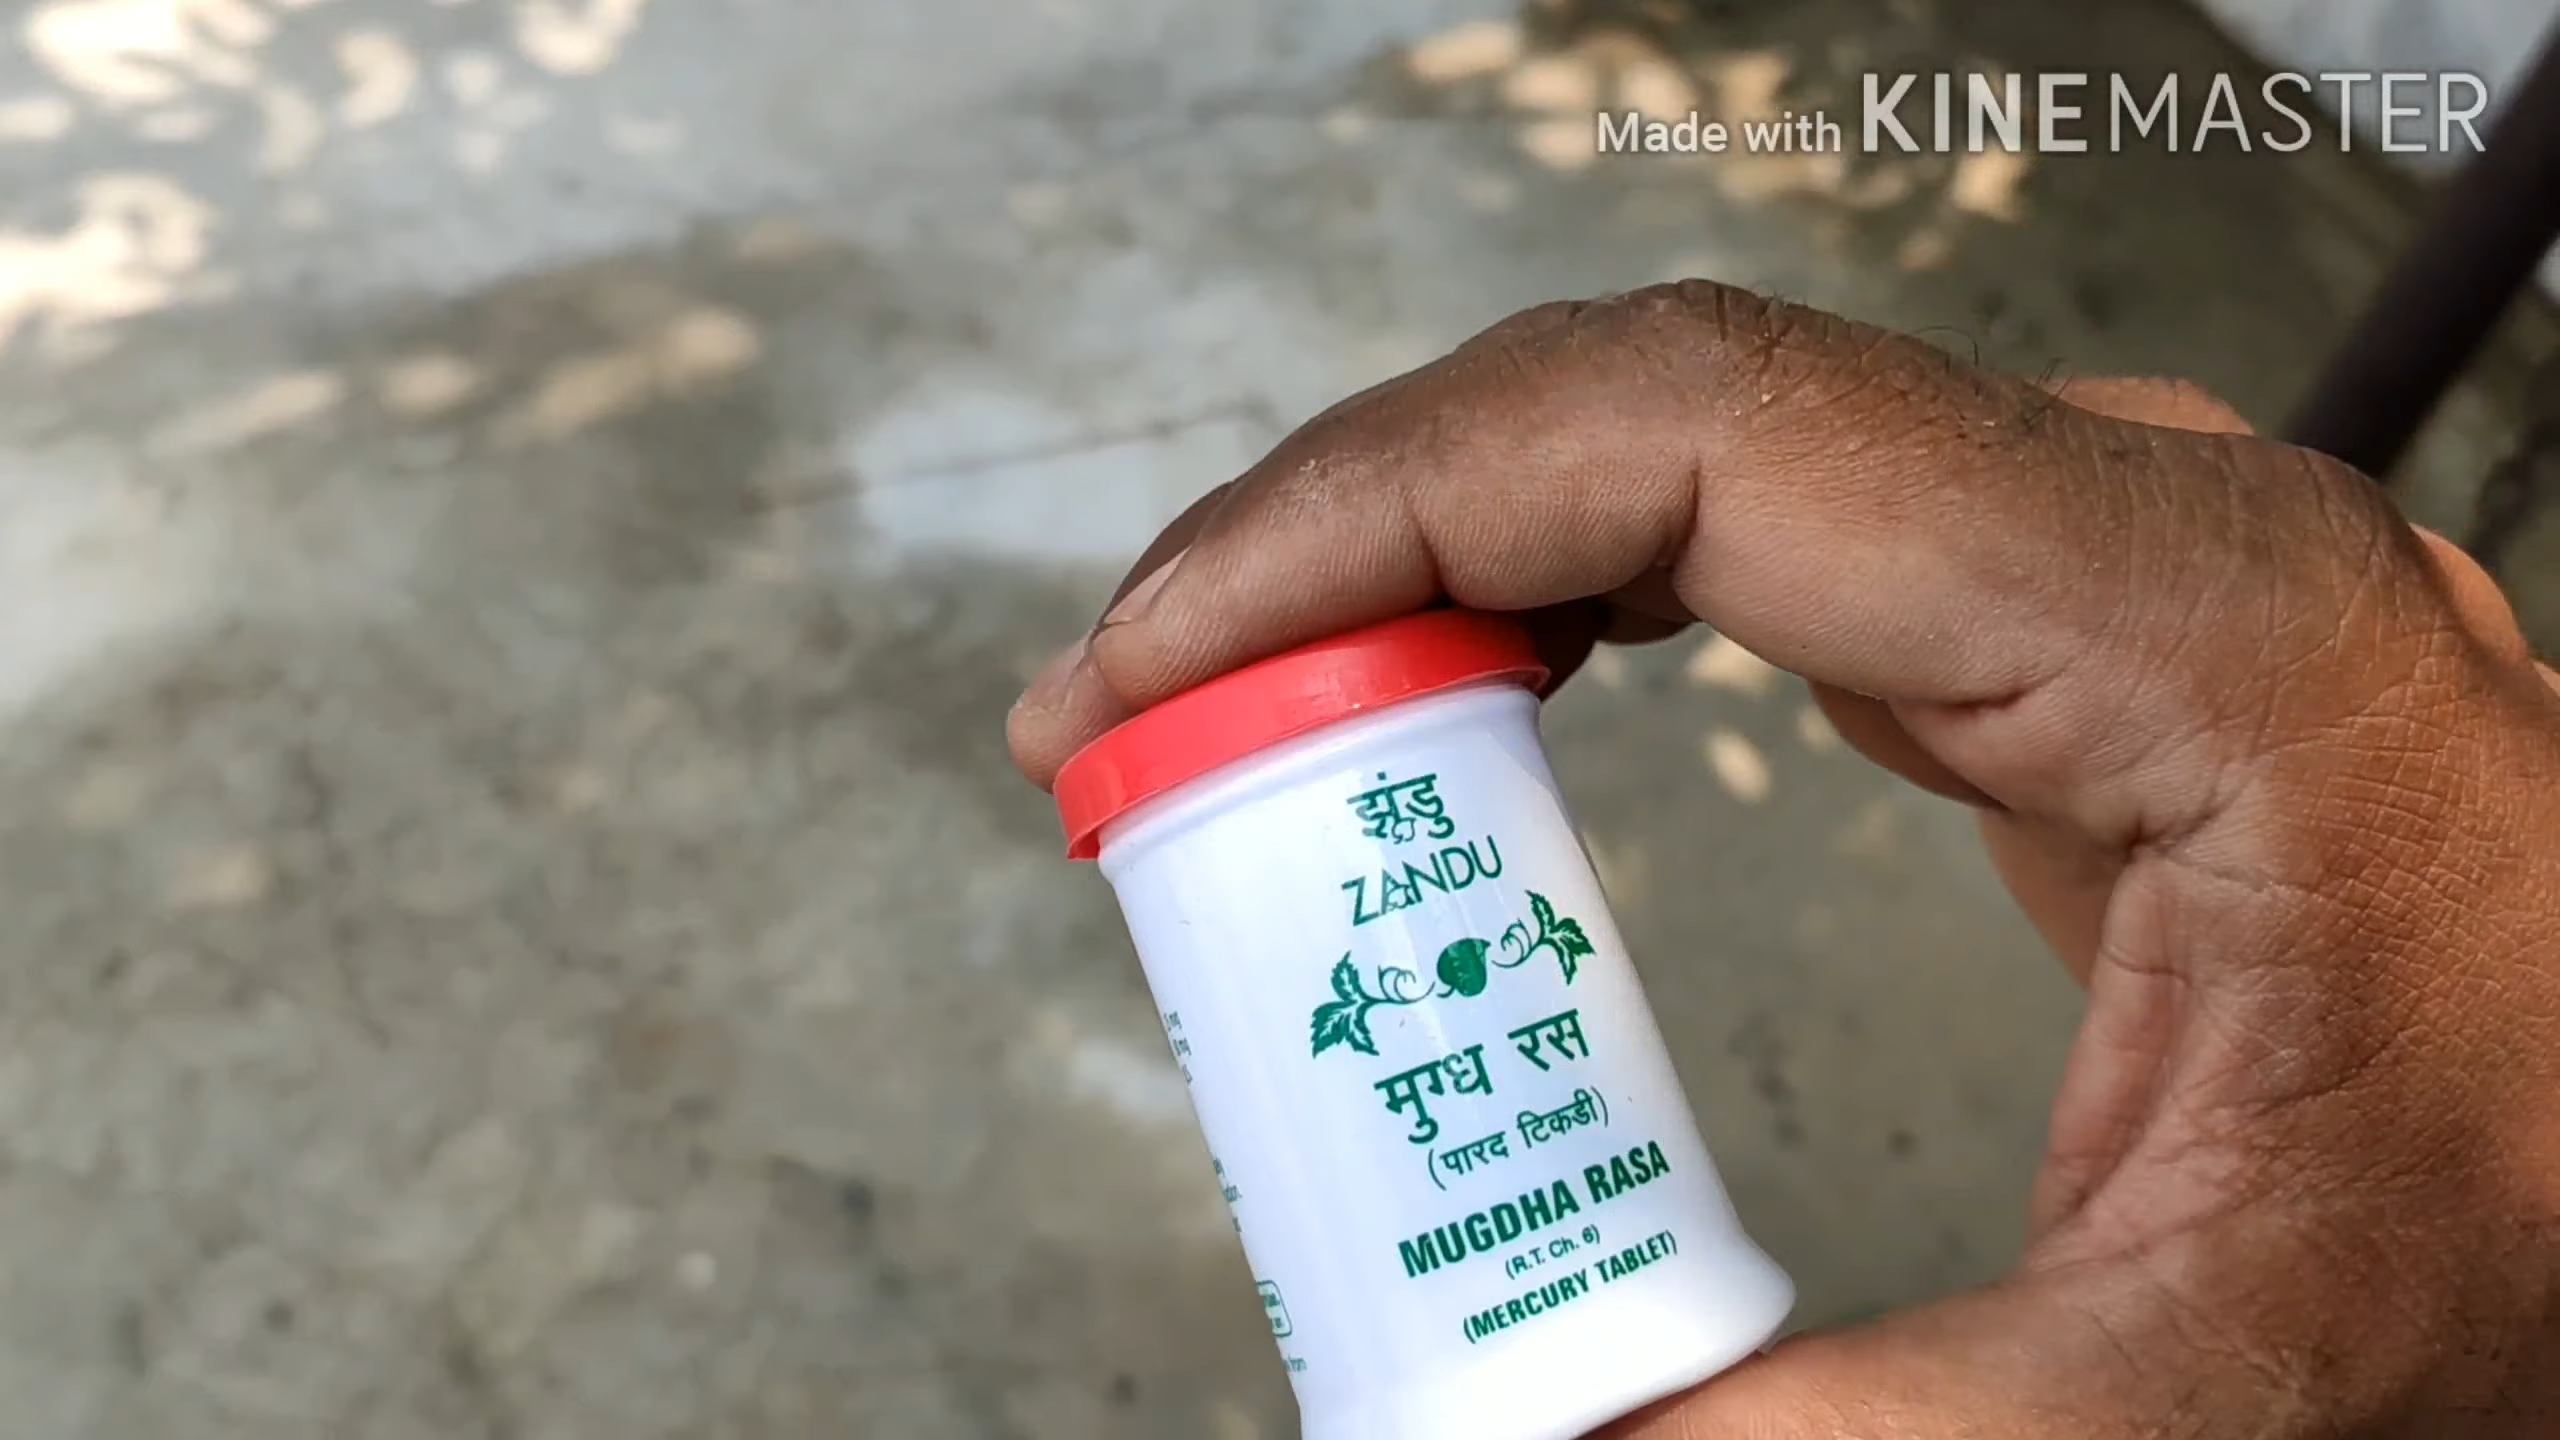 Made with KINEMASTER
झंडु
ZANDU
मुग्ध रस
(पारद टिकडी)
MUGDHA RASA
(R.T. Ch. 6)
(MERCURY TABLET)